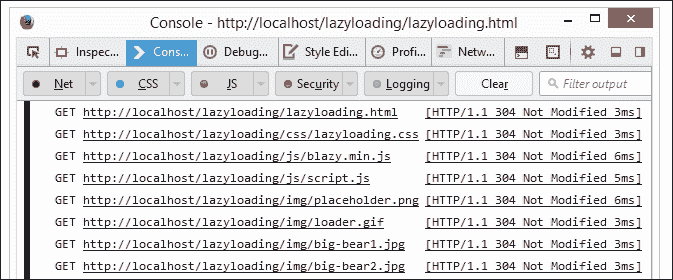 Console - http://localhost/lazyloading/lazyloading.html
Inspec... Cons... Debug... Style Edi... Profi... Netw...
Net CSS JS Security Logging Clear Filter output
GET http://localhost/lazyloading/lazyloading.html [HTTP/1.1 304 Not Modified 3ms]
GET http://localhost/lazyloading/css/lazyloading.css [HTTP/1.1 304 Not Modified 3ms]
GET http://localhost/lazyloading/js/blazy.min.js [HTTP/1.1 304 Not Modified 6ms]
GET http://localhost/lazyloading/js/script.js [HTTP/1.1 304 Not Modified 5ms]
GET http://localhost/lazyloading/img/placeholder.png [HTTP/1.1 304 Not Modified 6ms]
GET http://localhost/lazyloading/img/loader.gif [HTTP/1.1 304 Not Modified 3ms]
GET http://localhost/lazyloading/img/big-bear1.jpg [HTTP/1.1 304 Not Modified 3ms]
GET http://localhost/lazyloading/img/big-bear2.jpg [HTTP/1.1 304 Not Modified 3ms]